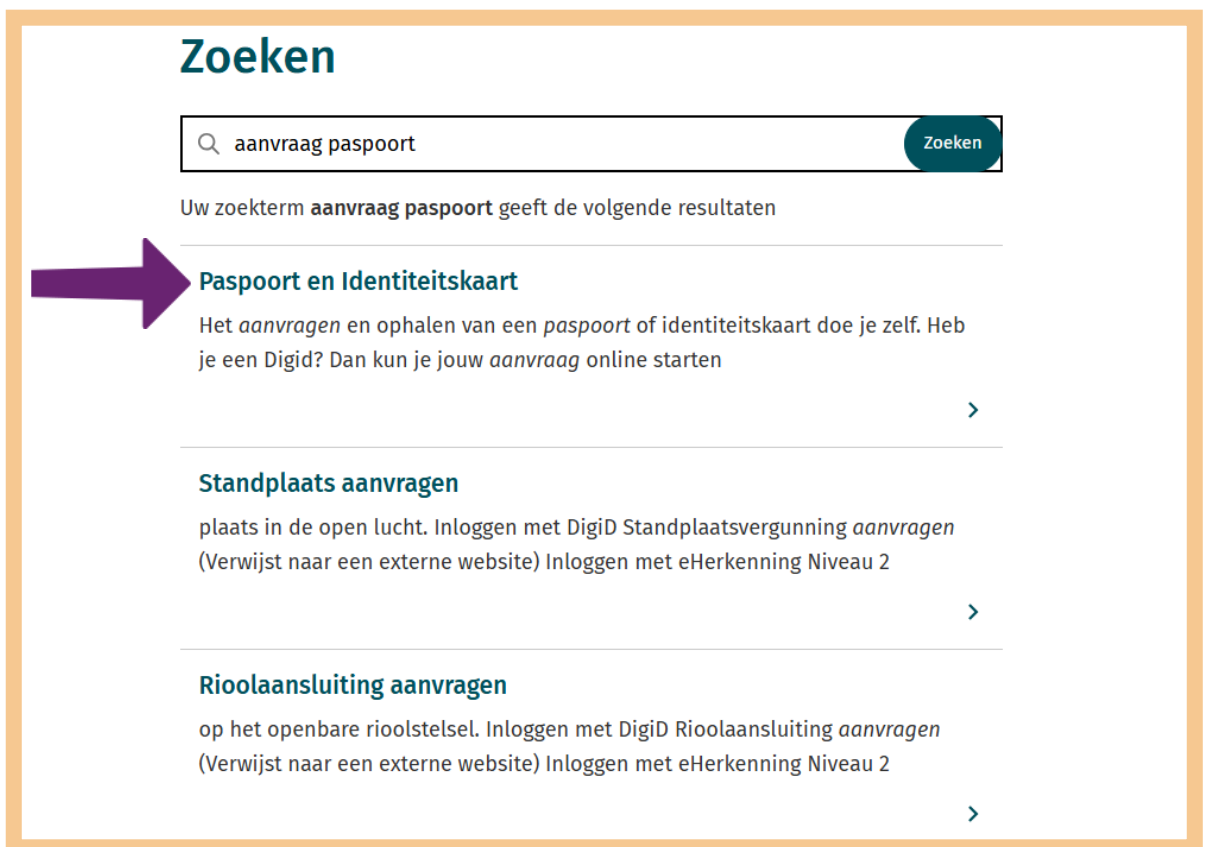 Zoeken
aanvraag paspoort
Zoeken
Uw zoekterm aanvraag paspoort geeft de volgende resultaten
Paspoort en Identiteitskaart
Het aanvragen en ophalen van een paspoort of identiteitskaart doe je zelf. Heb
je een Digid? Dan kun je jouw aanvraag online starten
Standplaats aanvragen
plaats in de open lucht. Inloggen met DigiD Standplaatsvergunning aanvragen
(Verwijst naar een externe website) Inloggen met eHerkenning Niveau 2
Rioolaansluiting aanvragen
op het openbare rioolstelsel. Inloggen met DigiD Rioolaansluiting aanvragen
(Verwijst naar een externe website) Inloggen met eHerkenning Niveau 2